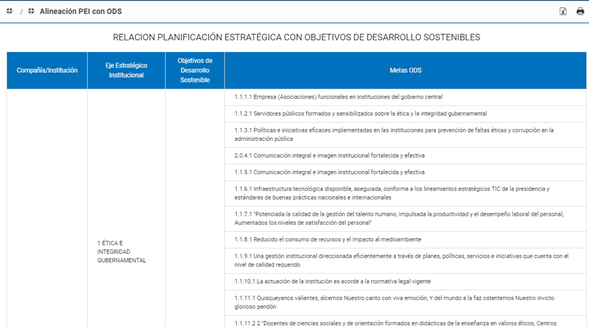 / Alineación PEI con ODS
RELACION PLANIFICACIÓN ESTRATÉGICA CON OBJETIVOS DE DESARROLLO SOSTENIBLES
Compañía/Institución
Eje Estratégico
Institucional
Objetivos de
Desarrollo
Sostenible
Metas ODS
1 ÉTICA E
INTEGRIDAD
GUBERNAMENTAL
1.1.1.1 Empresa (Asociaciones) funcionales en instituciones del gobierno central
1.1.2.1 Servidores públicos formados y sensibilizados sobre la ética y la integridad gubernamental
1.1.3.1 Políticas e iniciativas eficaces implementadas en las instituciones para prevención de faltas éticas y corrupción en la
administración pública
2.0.4.1 Comunicación integral e imagen institucional fortalecida y efectiva
1.1.5.1 Comunicación integral e imagen institucional fortalecida y efectiva
1.1.6.1 Infraestructura tecnológica disponible, asegurada, conforme a los lineamientos estratégicos TIC de la presidencia y
estándares de buenas prácticas nacionales e internacionales
1.1.7.1 "Potenciada la calidad de la gestión del talento humano, Impulsada la productividad y el desempeño laboral del personal,
Aumentados los niveles de satisfacción del personal"
1.1.8.1 Reducido el consumo de recursos y el impacto al medioambiente
1.1.9.1 Una gestión institucional direccionada eficientemente a través de planes, políticas, servicios e iniciativas que cuenta con el
nivel de calidad requerido
1.1.10.1 La actuación de la institución es acorde a la normativa legal vigente
1.1.11.1 Quisqueyanos valientes, alcemos Nuestro canto con viva emoción, Y del mundo a la faz ostentemos Nuestro invicto
glorioso pendón
1.1.11.2.2 "Docentes de ciencias sociales y de orientación formados en didácticas de la enseñanza en valores éticos, Centros